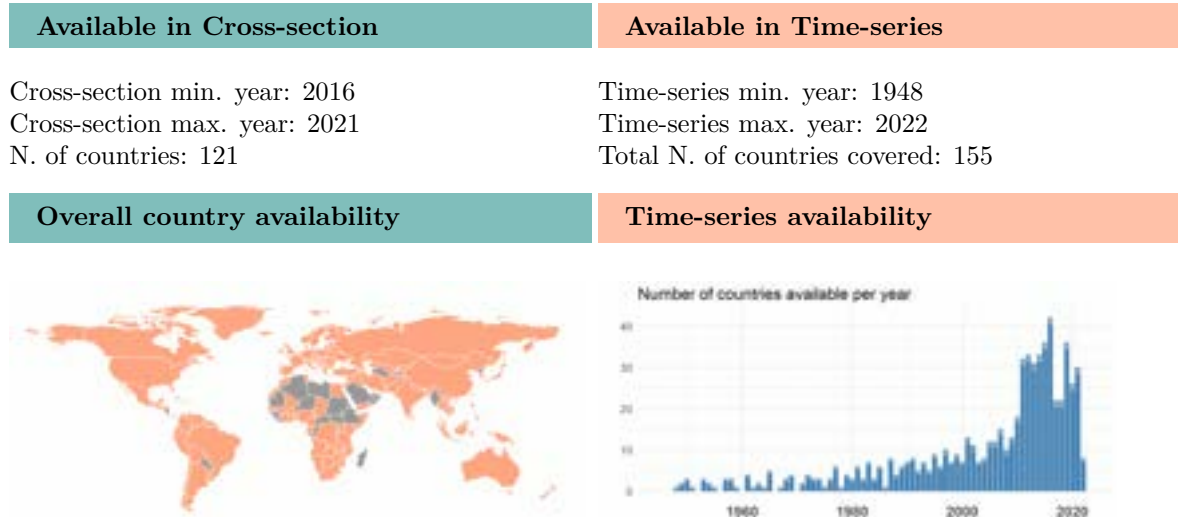 Available in Cross-section
Available in Time-series
Cross-section min. year: 2016
Cross-section max. year: 2021
N. of countries: 121
Time-series min. year: 1948
Time-series max. year: 2022
Total N. of countries covered: 155
Overall country availability
Time-series availability
Number of countries available per year
40
30
20
10
0
1960 1980 2000 2020